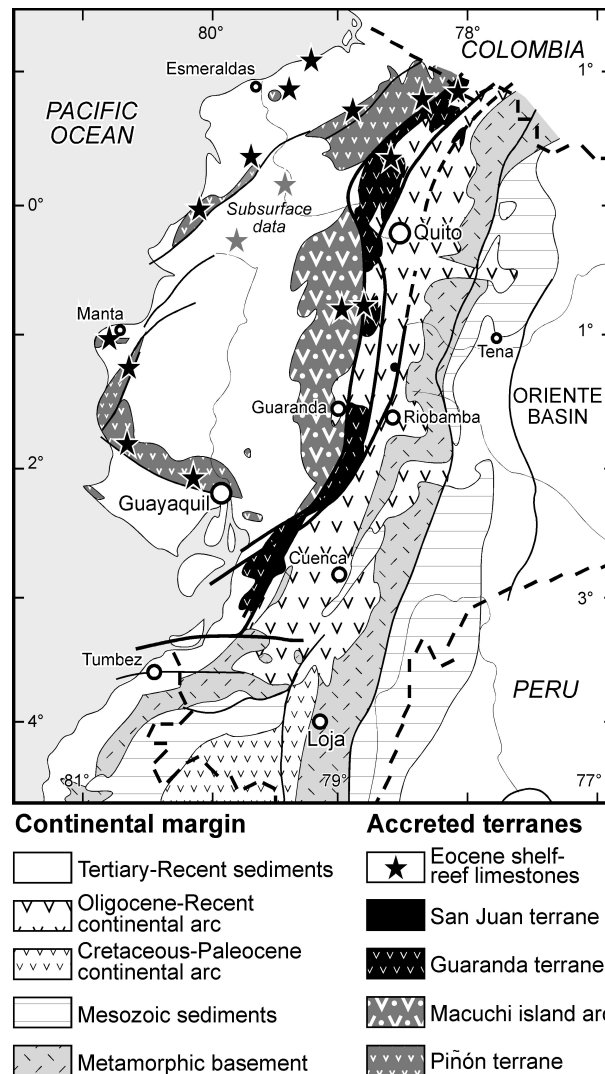 80°
78°
COLOMBIA
1°
Esmeraldas
PACIFIC
OCEAN
0°
Subsurface
data
Quito
Manta
1°
Tena
Guaranda
Riobamba
ORIENTE
BASIN
2°
Guayaquil
Cuenca
3°
Tumbez
PERU
4°
Loja
81°
79°
77°
Continental margin
Tertiary-Recent sediments
Oligocene-Recent
continental arc
Cretaceous-Paleocene
continental arc
Mesozoic sediments
Metamorphic basement
Accreted terranes
Eocene shelf-
reef limestones
San Juan terrane
Guaranda terrane
Macuchi island arc
Piñón terrane